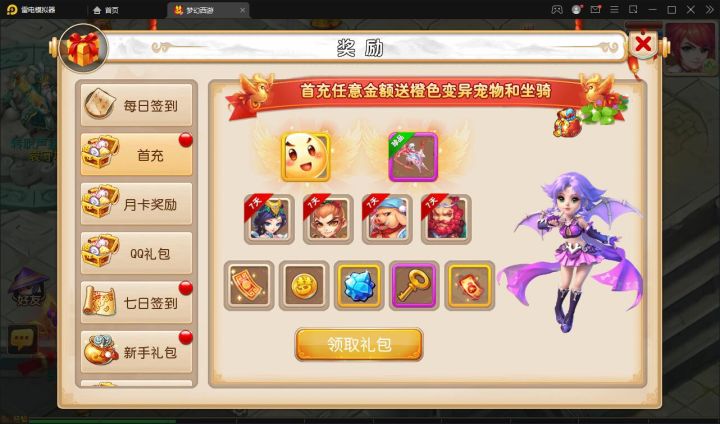 雷电模拟器
首页
梦幻西游
奖励
每日签到
首充
月卡奖励
QQ礼包
七日签到
新手礼包
首充任意金额送橙色变异宠物和坐骑
珍品
7天
7天
7天
7天
领取礼包
好友